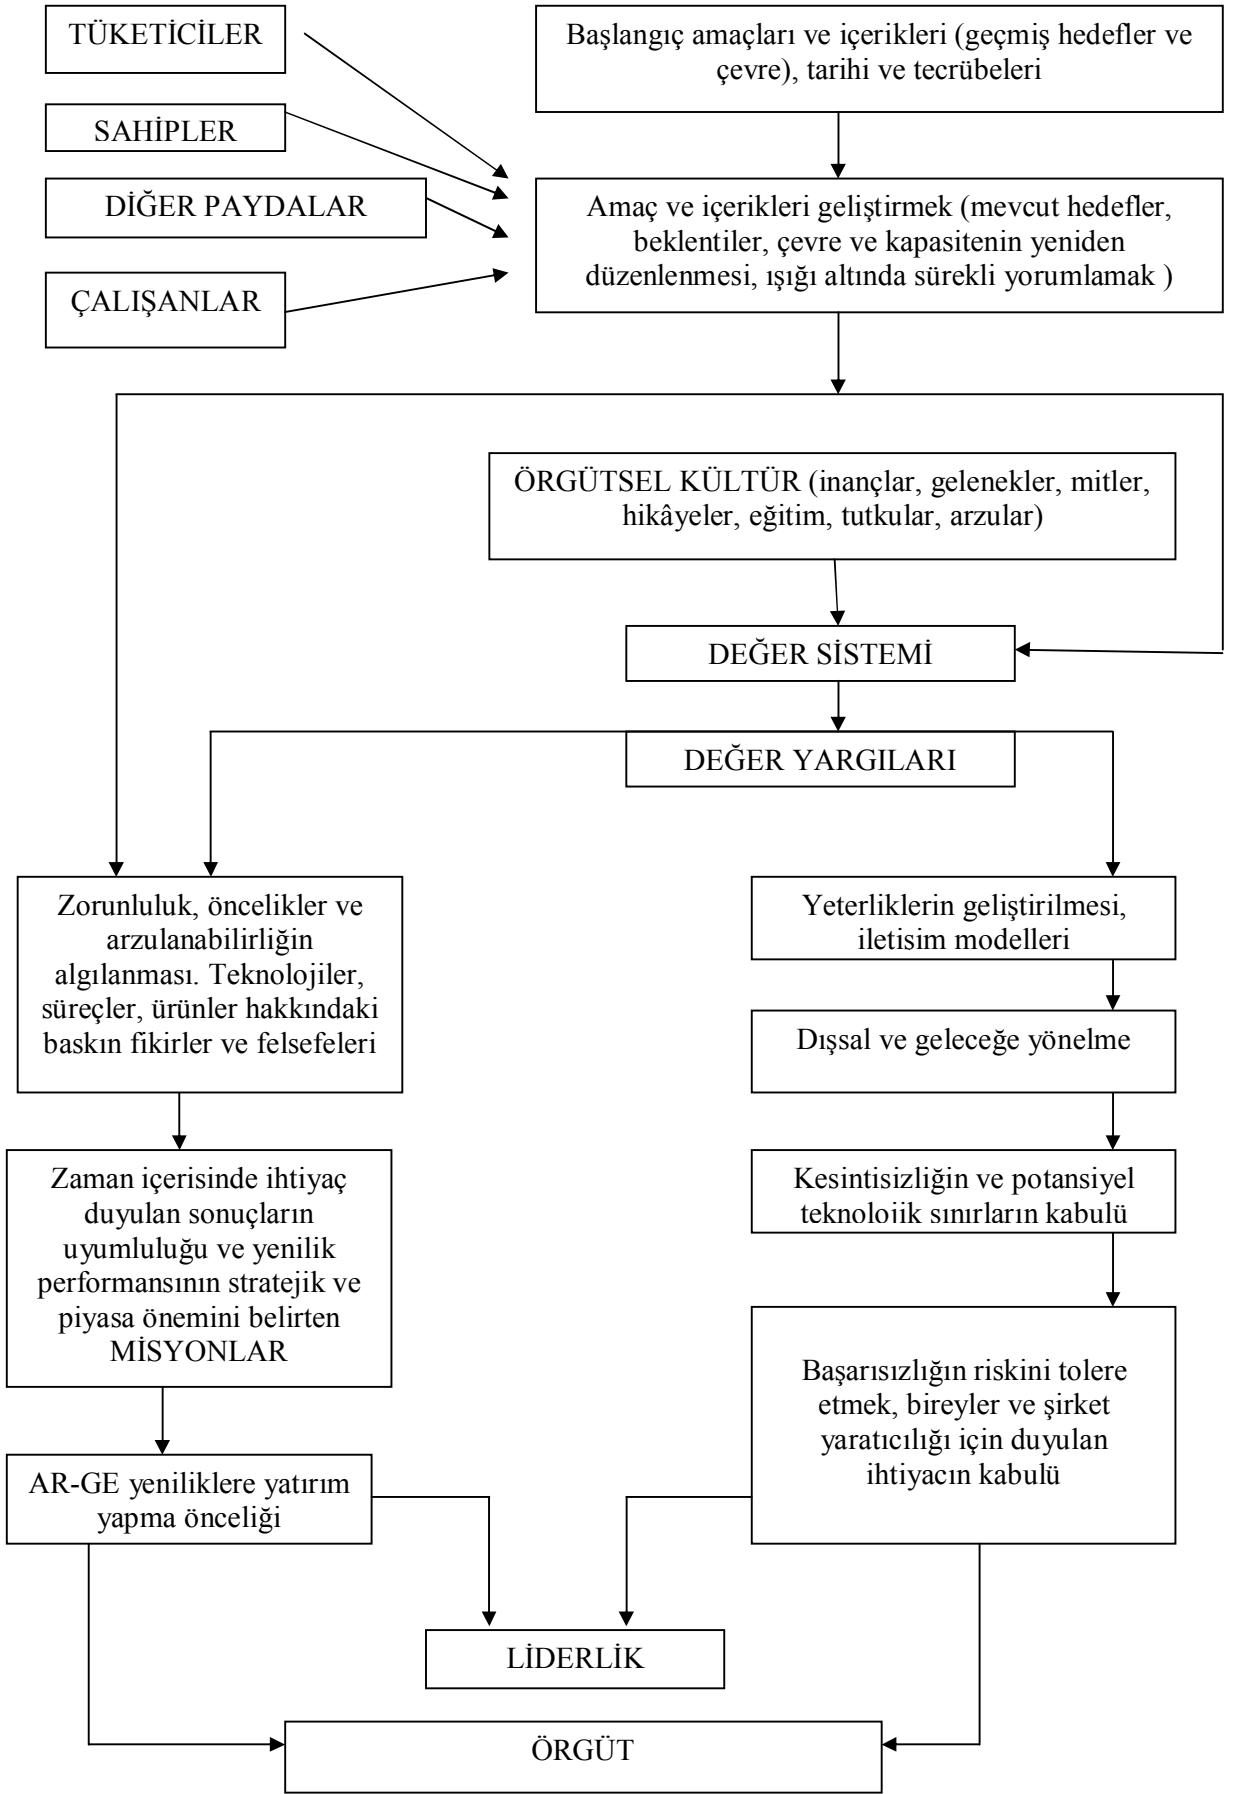 TÜKETİCİLER
Başlangıç amaçları ve içerikleri (geçmiş hedefler ve
çevre), tarihi ve tecrübeleri
SAHİPLER
DİĞER PAYDALAR
Amaç ve içerikleri geliştirmek (mevcut hedefler,
beklentiler, çevre ve kapasitenin yeniden
düzenlenmesi, ışığı altında sürekli yorumlamak )
ÇALIŞANLAR
ÖRGÜTSEL KÜLTÜR (inançlar, gelenekler, mitler,
hikâyeler, eğitim, tutkular, arzular)
DEĞER SİSTEMİ
DEĞER YARGILARI
Zorunluluk, öncelikler ve
arzulanabilirliğin
algılanması. Teknolojiler,
süreçler, ürünler hakkındaki
baskın fikirler ve felsefeleri
Yeterliklerin geliştirilmesi,
iletisim modelleri
Dışsal ve geleceğe yönelme
Zaman içerisinde ihtiyaç
duyulan sonuçların
uyumluluğu ve yenilik
performansının stratejik ve
piyasa önemini belirten
MİSYONLAR
Kesintisizliğin ve potansiyel
teknolojik sınırların kabulü
Başarısızlığın riskini tolere
etmek, bireyler ve şirket
yaratıcılığı için duyulan
ihtiyacın kabulü
AR-GE yeniliklere yatırım
yapma önceliği
LİDERLİK
ÖRGÜT